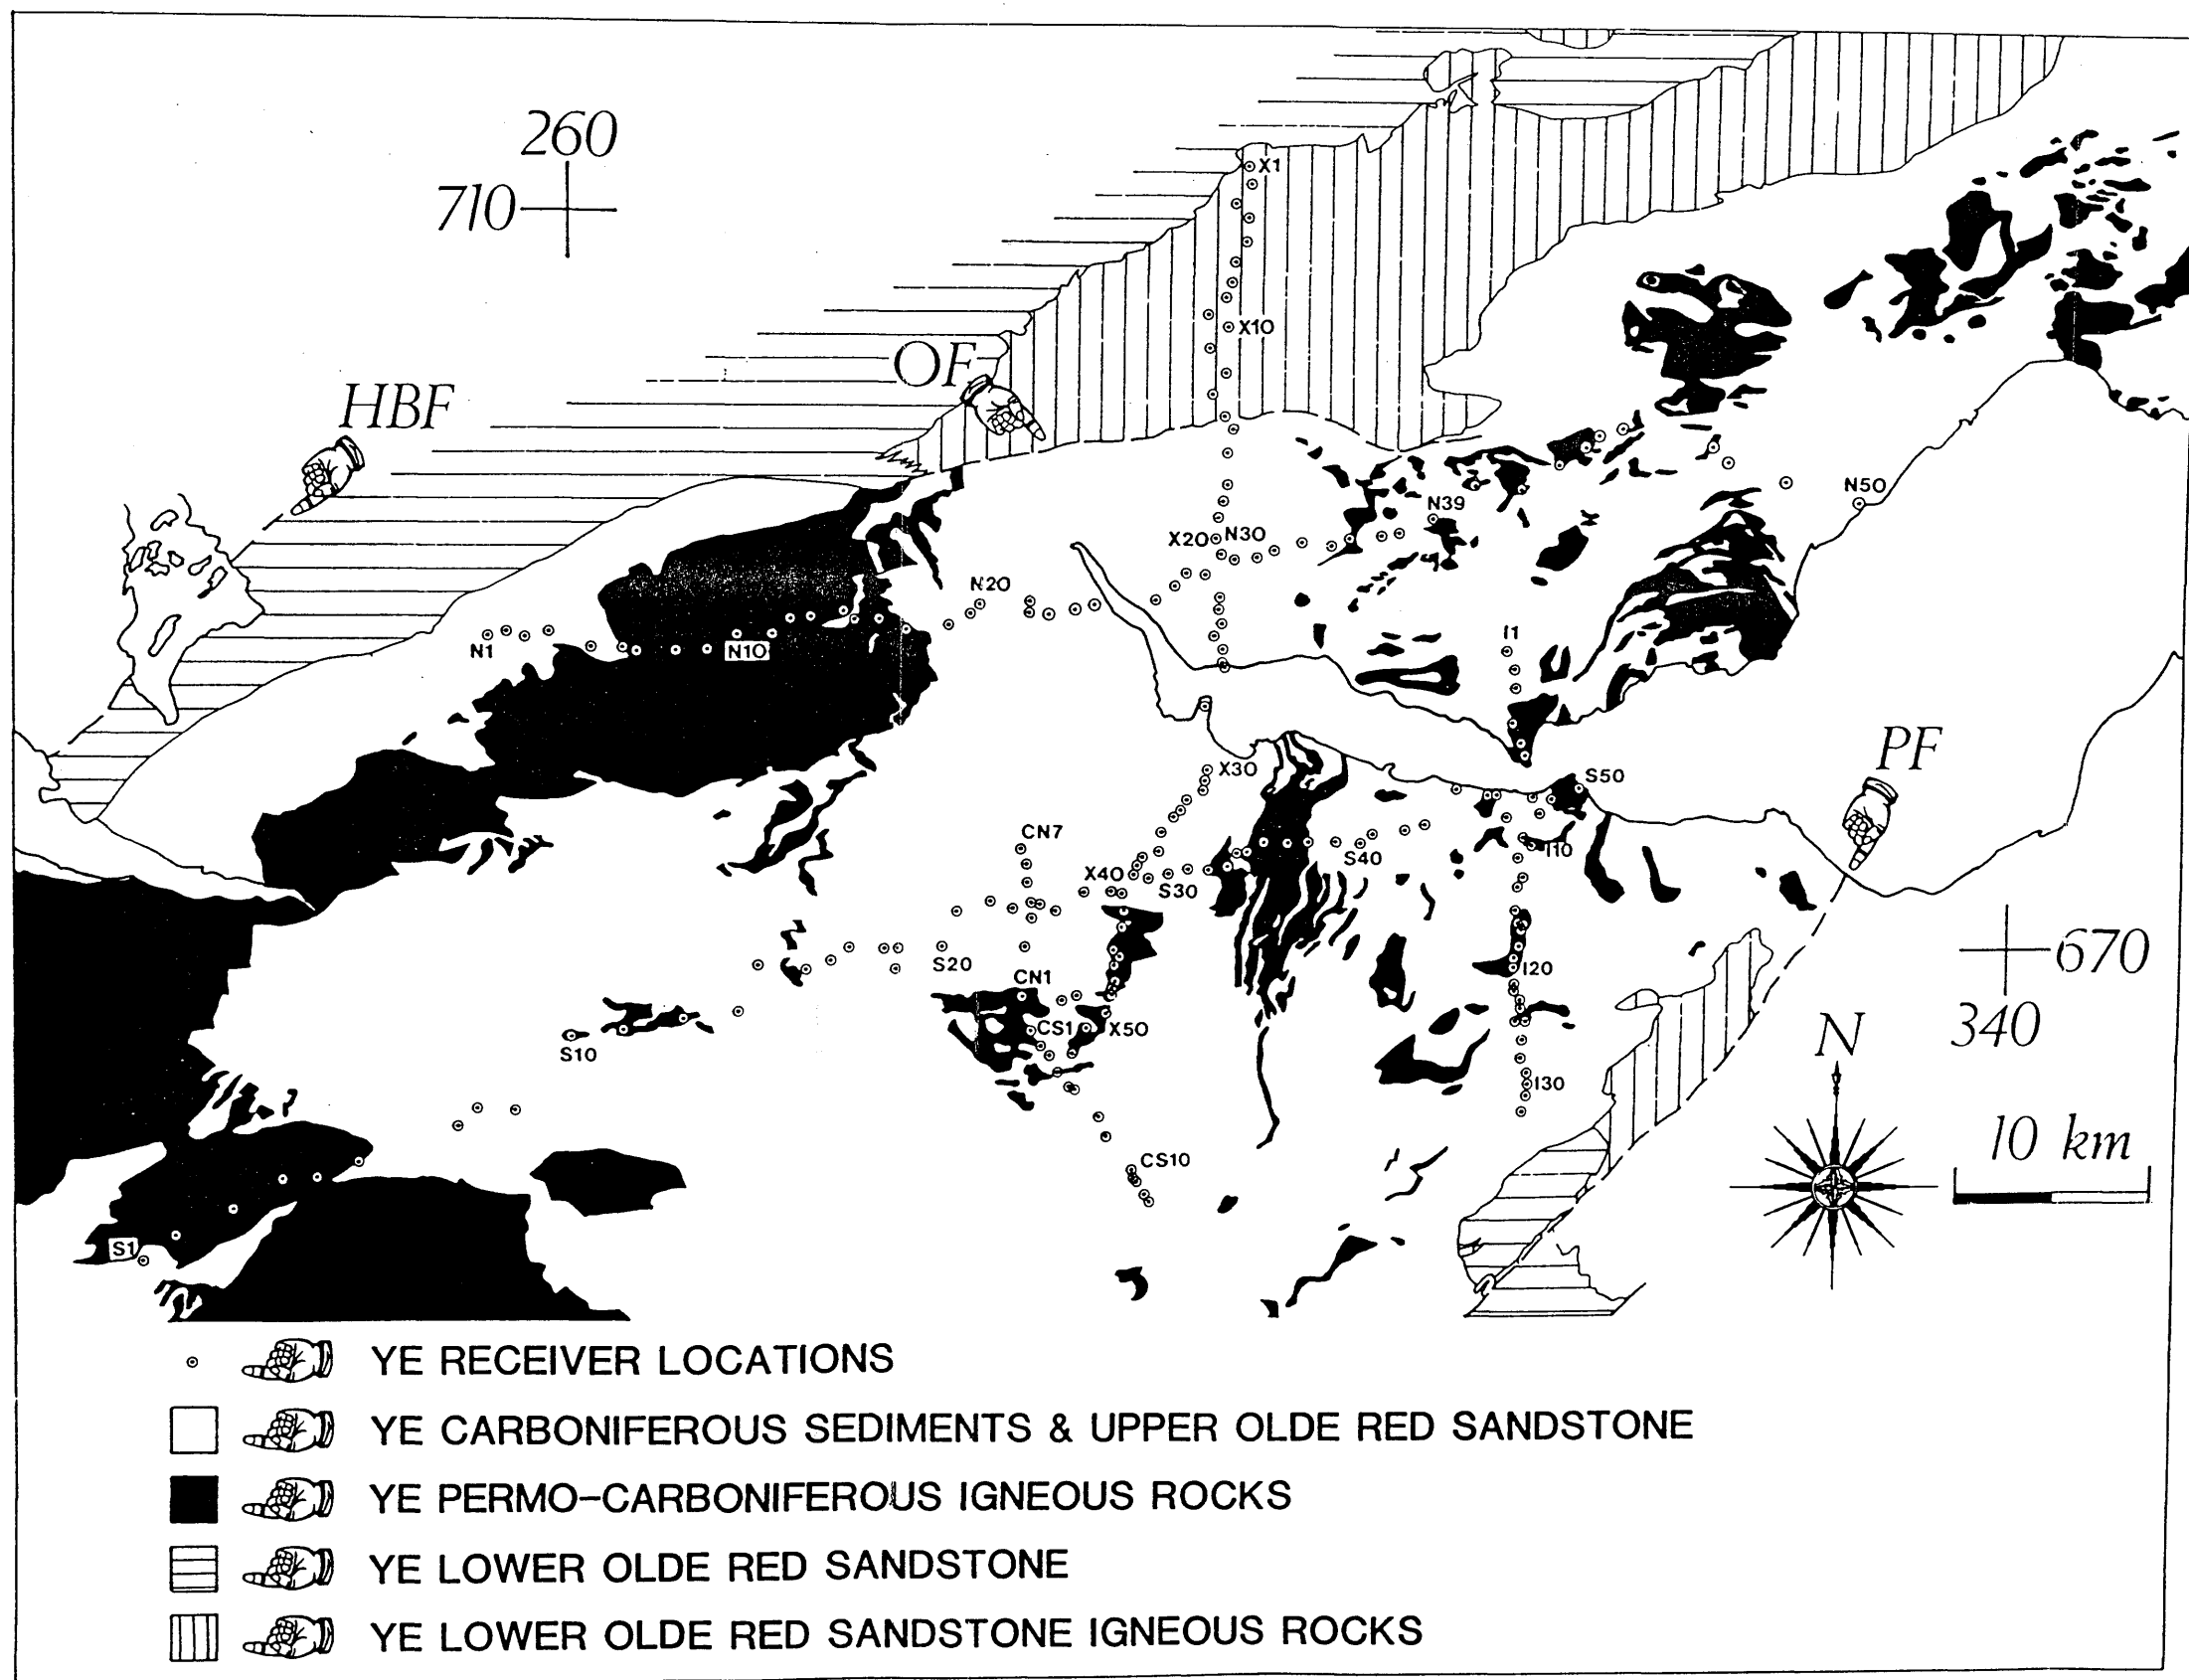 260
710
X1
X10
OF
HBF
N39
N50
X20
N30
N20
N1
N10
I1
PF
X30
S50
CN7
I10
S40
X40
S30
S20
670
I20
CN1
CS1
X50
340
N
S10
I30
10 km
CS10
S1
YE RECEIVER LOCATIONS
YE CARBONIFEROUS SEDIMENTS & UPPER OLDE RED SANDSTONE
YE PERMO-CARBONIFEROUS IGNEOUS ROCKS
YE LOWER OLDE RED SANDSTONE
YE LOWER OLDE RED SANDSTONE IGNEOUS ROCKS